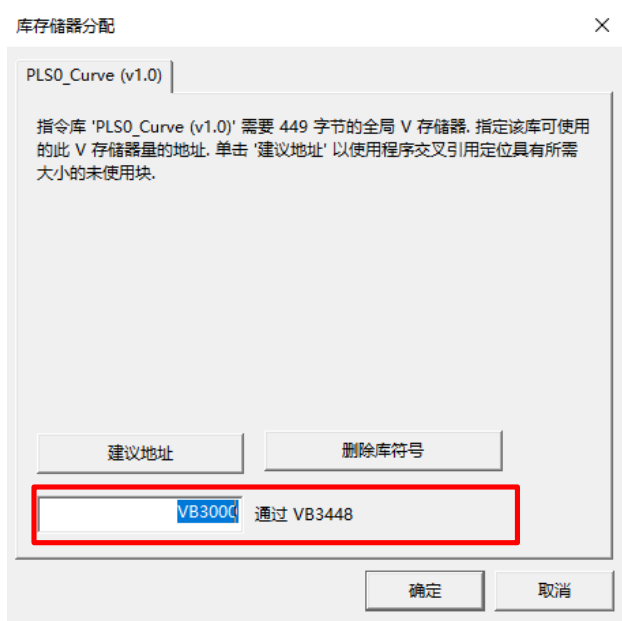 库存储器分配
PLS0_Curve (v1.0)
指令库 'PLS0_Curve (v1.0)' 需要 449 字节的全局 V 存储器. 指定该库可使用
的此 V 存储器量的地址. 单击 '建议地址' 以使用程序交叉引用定位具有所需
大小的未使用块.
建议地址
删除库符号
VB3000 通过 VB3448
确定
取消